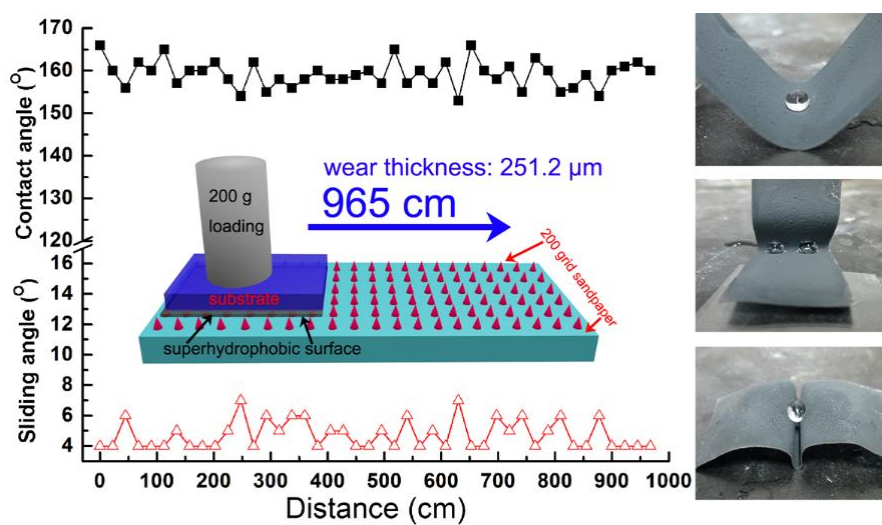 170
160
150
140
130
120
Contact angle (°)
200 g
loading
wear thickness: 251.2 μm
965 cm
200 grid sandpaper
substrate
superhydrophobic surface
16
14
12
10
8
6
4
Sliding angle (°)
0 100 200 300 400 500 600 700 800 900 1000
Distance (cm)